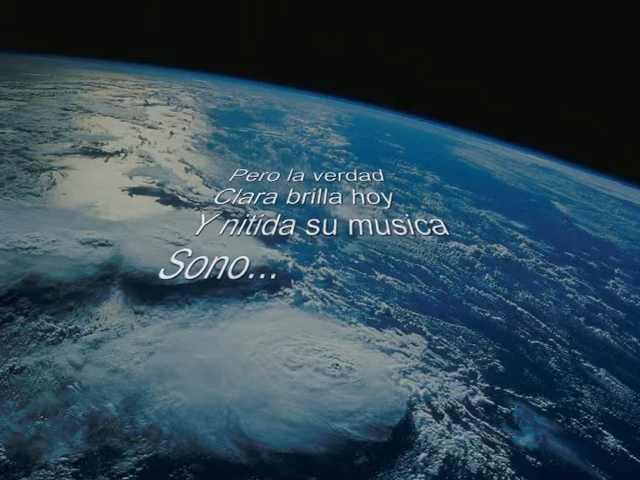 Pero la verdad
Clara brilla hoy
Y nitida su musica
Sono...